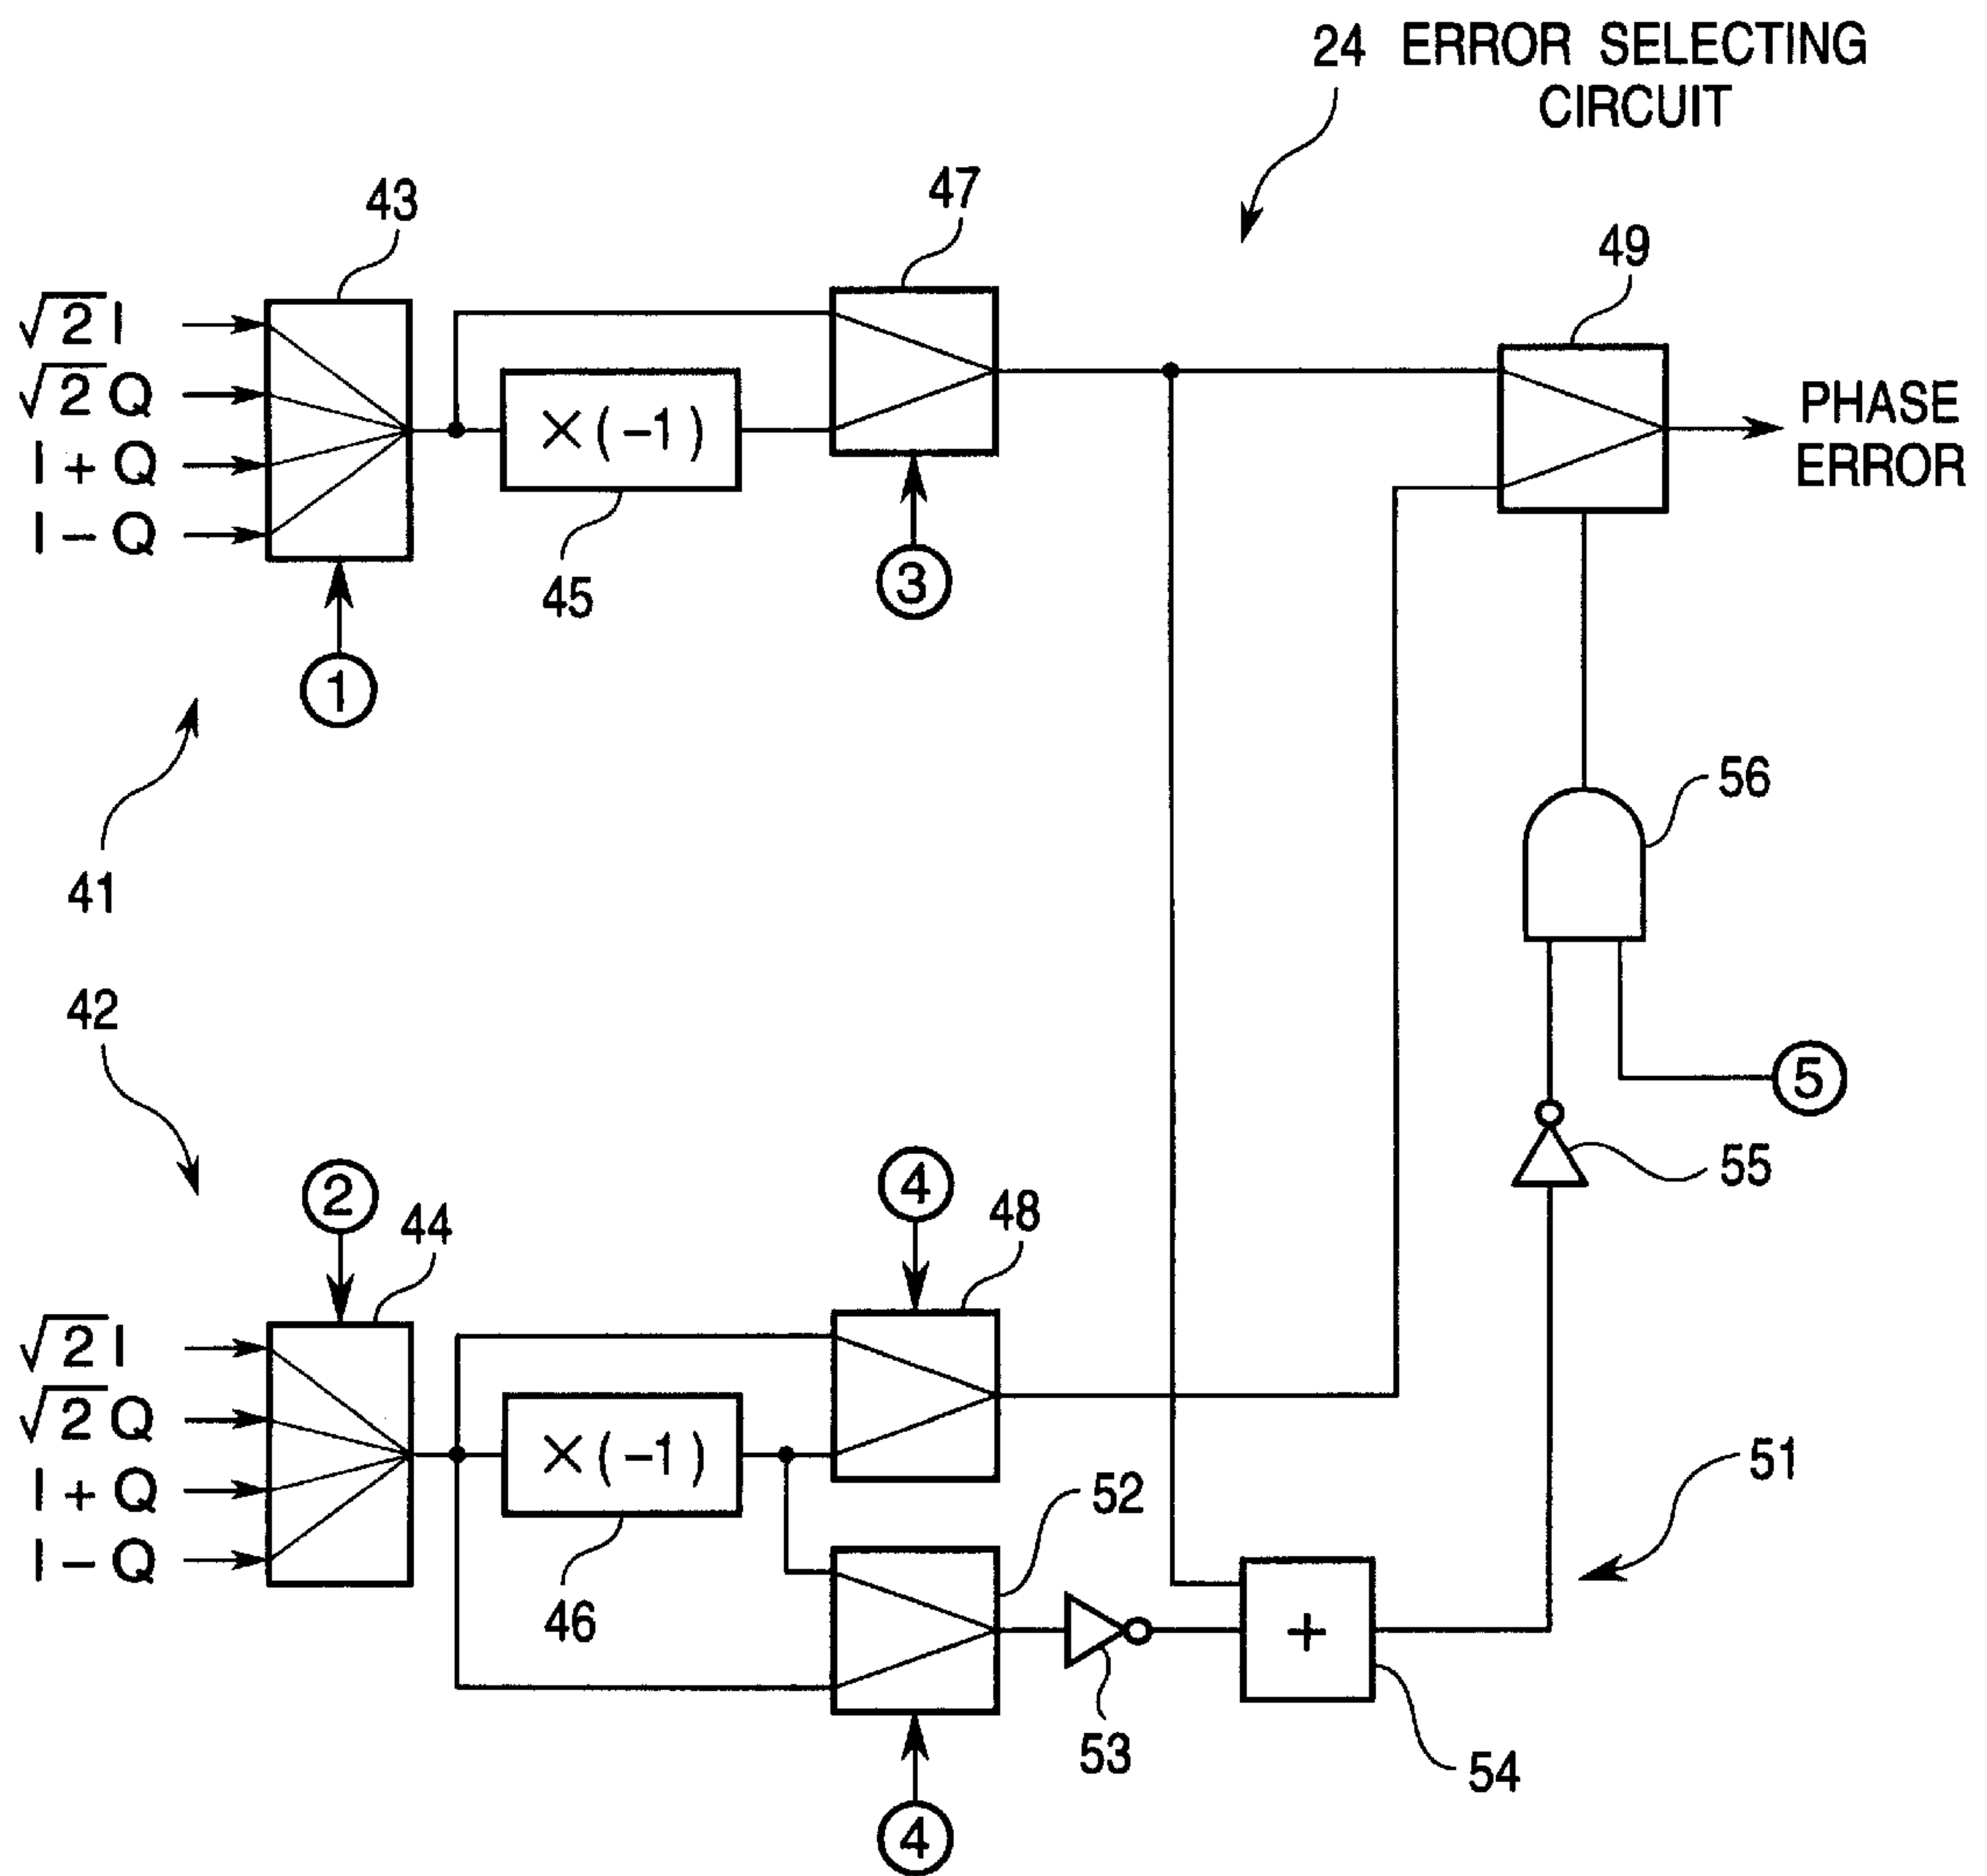 24 ERROR SELECTING
CIRCUIT
43
47
49
√2 I
√2 Q
I + Q
I − Q
×(−1)
PHASE
ERROR
45
③
①
56
41
42
⑤
②
44
④
48
55
√2 I
√2 Q
I + Q
I − Q
×(−1)
51
52
46
+
53
54
④